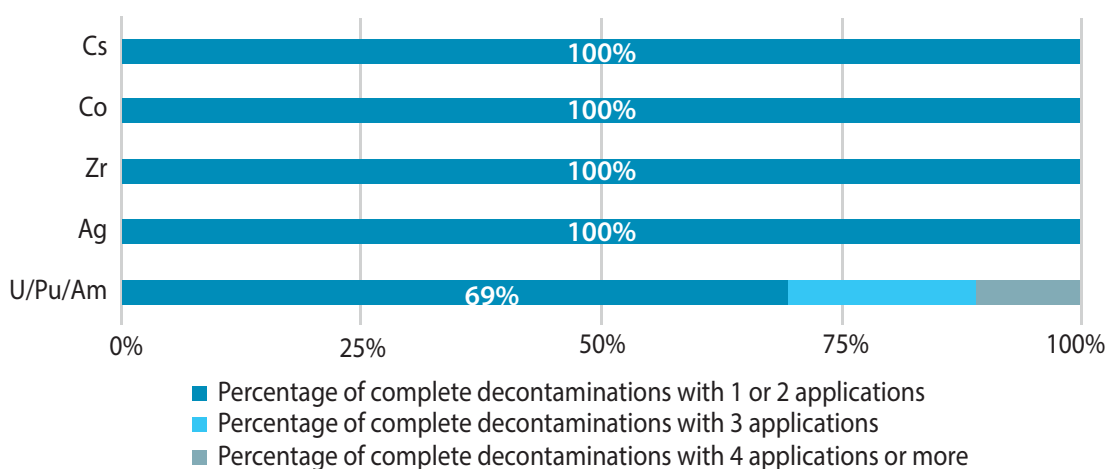 Cs
100%
Co
100%
Zr
100%
Ag
100%
U/Pu/Am
69%
0% 25% 50% 75% 100%
Percentage of complete decontaminations with 1 or 2 applications
Percentage of complete decontaminations with 3 applications
Percentage of complete decontaminations with 4 applications or more